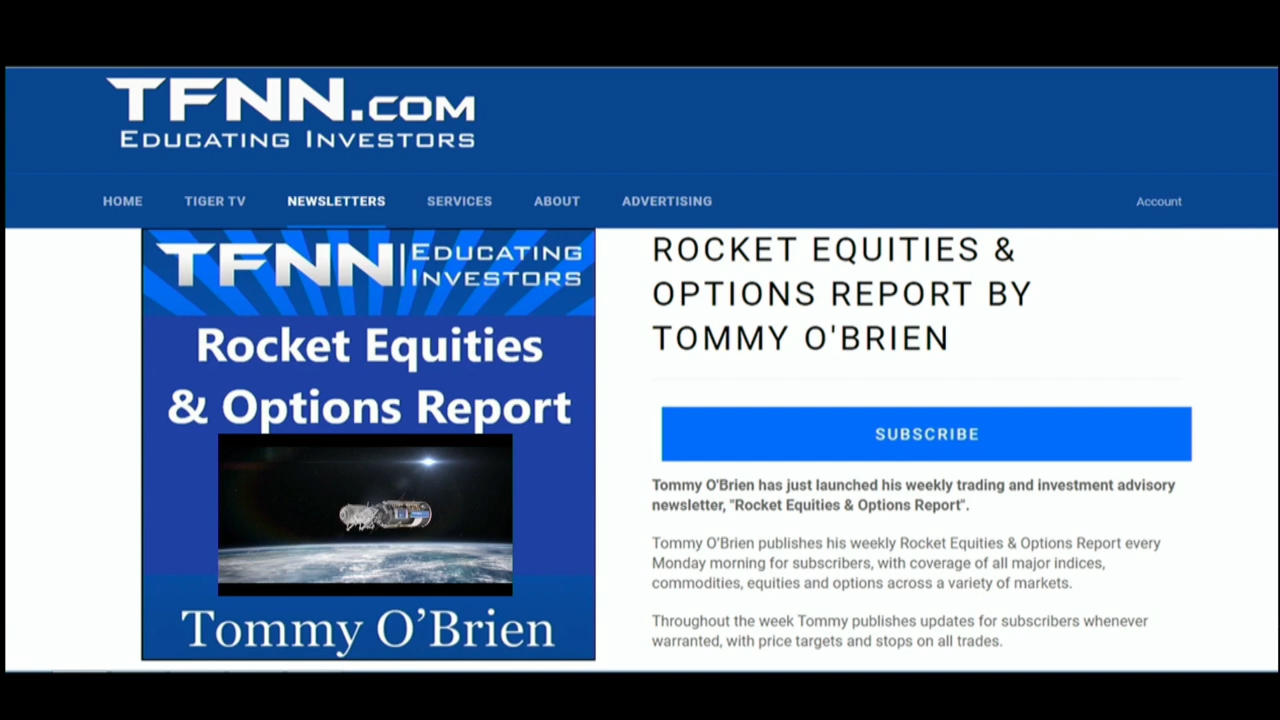 TFNN.COM
EDUCATING INVESTORS
HOME TIGER TV NEWSLETTERS SERVICES ABOUT ADVERTISING Account
TFNN | EDUCATING
INVESTORS
Rocket Equities
& Options Report
Tommy O’Brien
ROCKET EQUITIES &
OPTIONS REPORT BY
TOMMY O'BRIEN
SUBSCRIBE
Tommy O'Brien has just launched his weekly trading and investment advisory
newsletter, "Rocket Equities & Options Report".
Tommy O'Brien publishes his weekly Rocket Equities & Options Report every
Monday morning for subscribers, with coverage of all major indices,
commodities, equities and options across a variety of markets.
Throughout the week Tommy publishes updates for subscribers whenever
warranted, with price targets and stops on all trades.